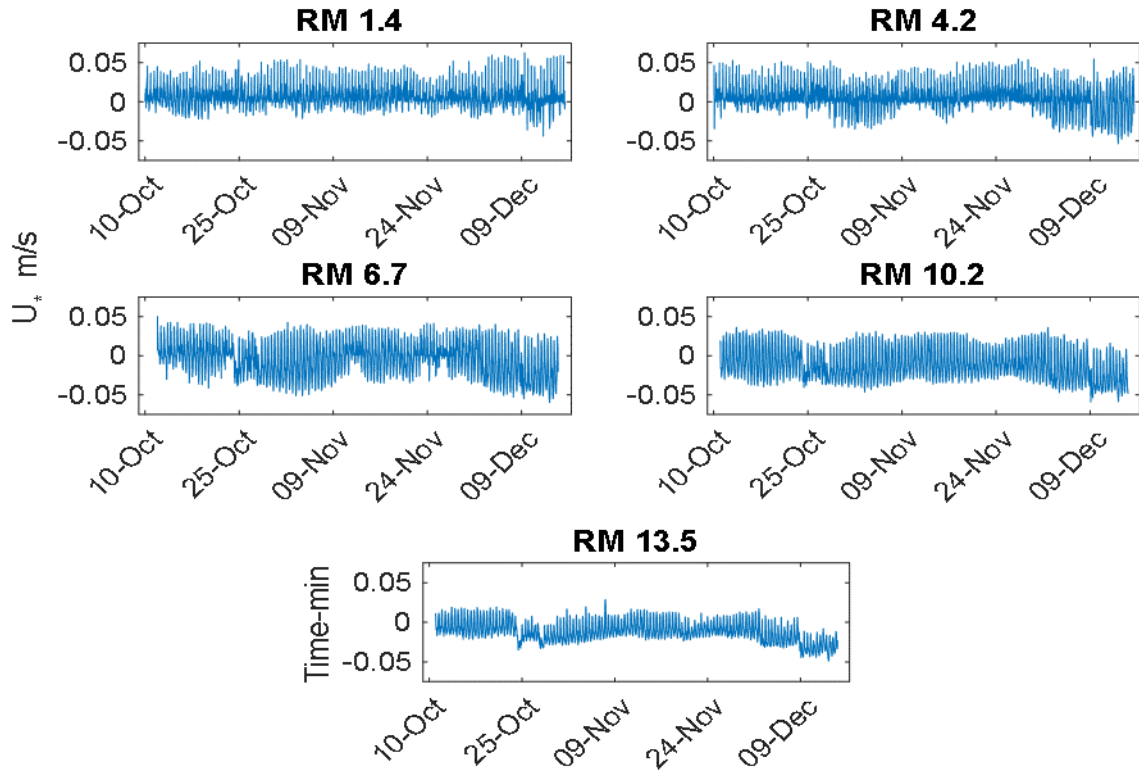 RM 1.4
0.05
0
-0.05
10-Oct
25-Oct
09-Nov
24-Nov
09-Dec
RM 4.2
0.05
0
-0.05
10-Oct
25-Oct
09-Nov
24-Nov
09-Dec
U* m/s
RM 6.7
0.05
0
-0.05
10-Oct
25-Oct
09-Nov
24-Nov
09-Dec
RM 10.2
0.05
0
-0.05
10-Oct
25-Oct
09-Nov
24-Nov
09-Dec
RM 13.5
Time-min
0.05
0
-0.05
10-Oct
25-Oct
09-Nov
24-Nov
09-Dec